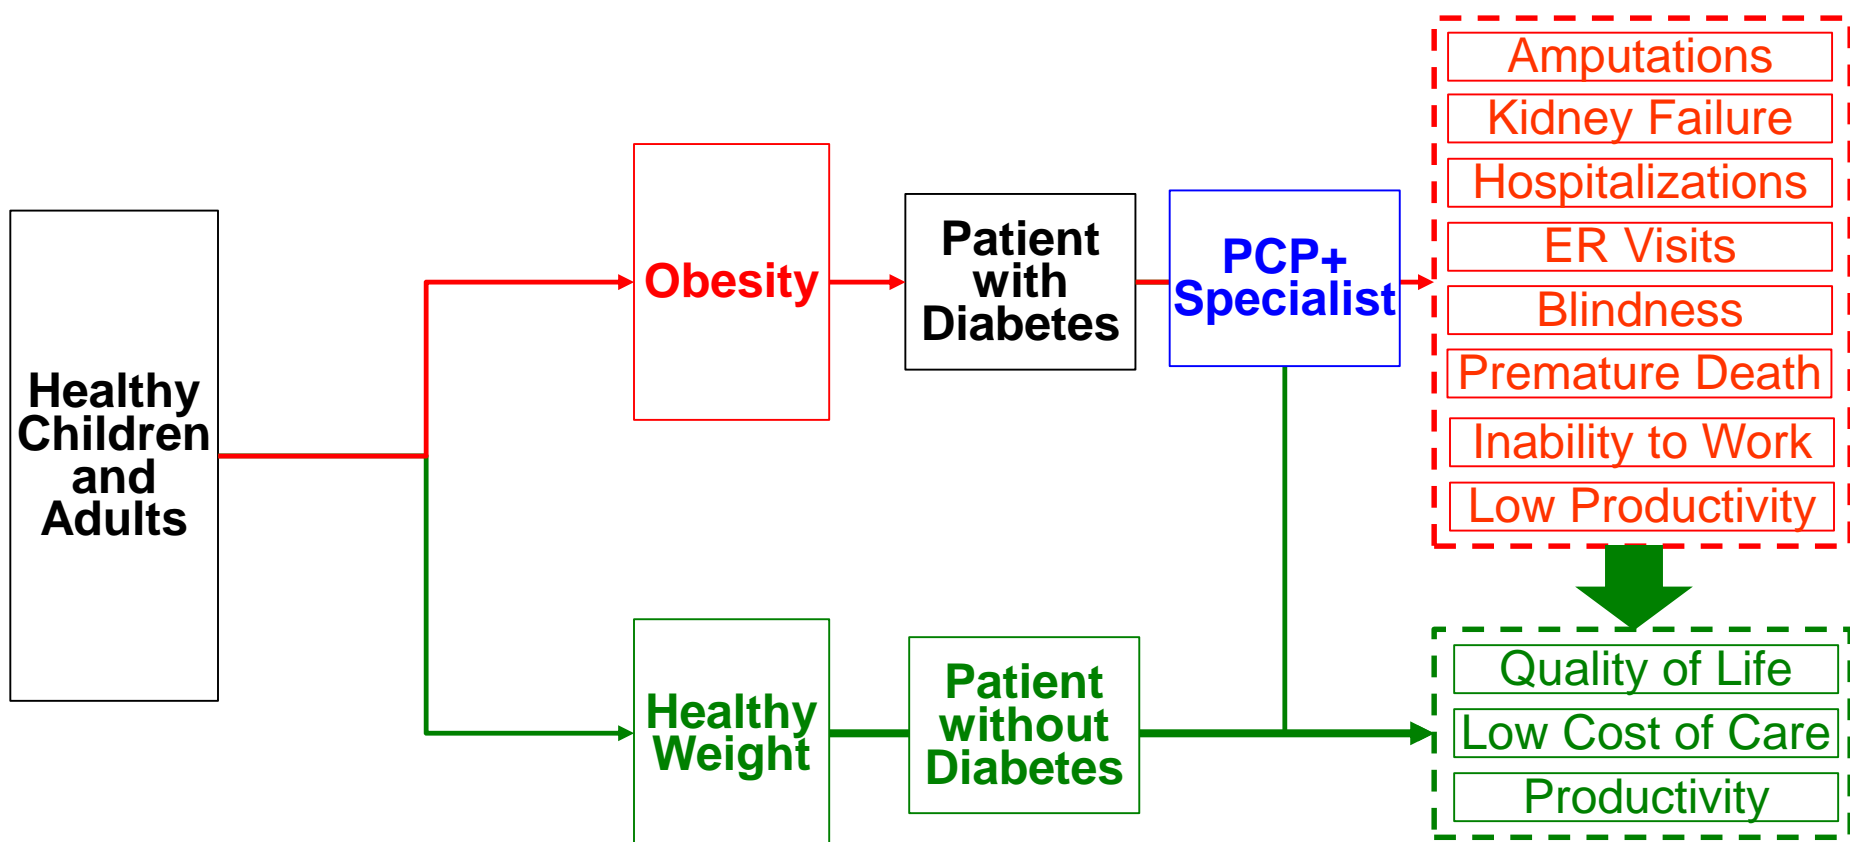 Healthy
Children
and
Adults
Obesity
Patient
with
Diabetes
PCP+
Specialist
Amputations
Kidney Failure
Hospitalizations
ER Visits
Blindness
Premature Death
Inability to Work
Low Productivity
Healthy
Weight
Patient
without
Diabetes
Quality of Life
Low Cost of Care
Productivity